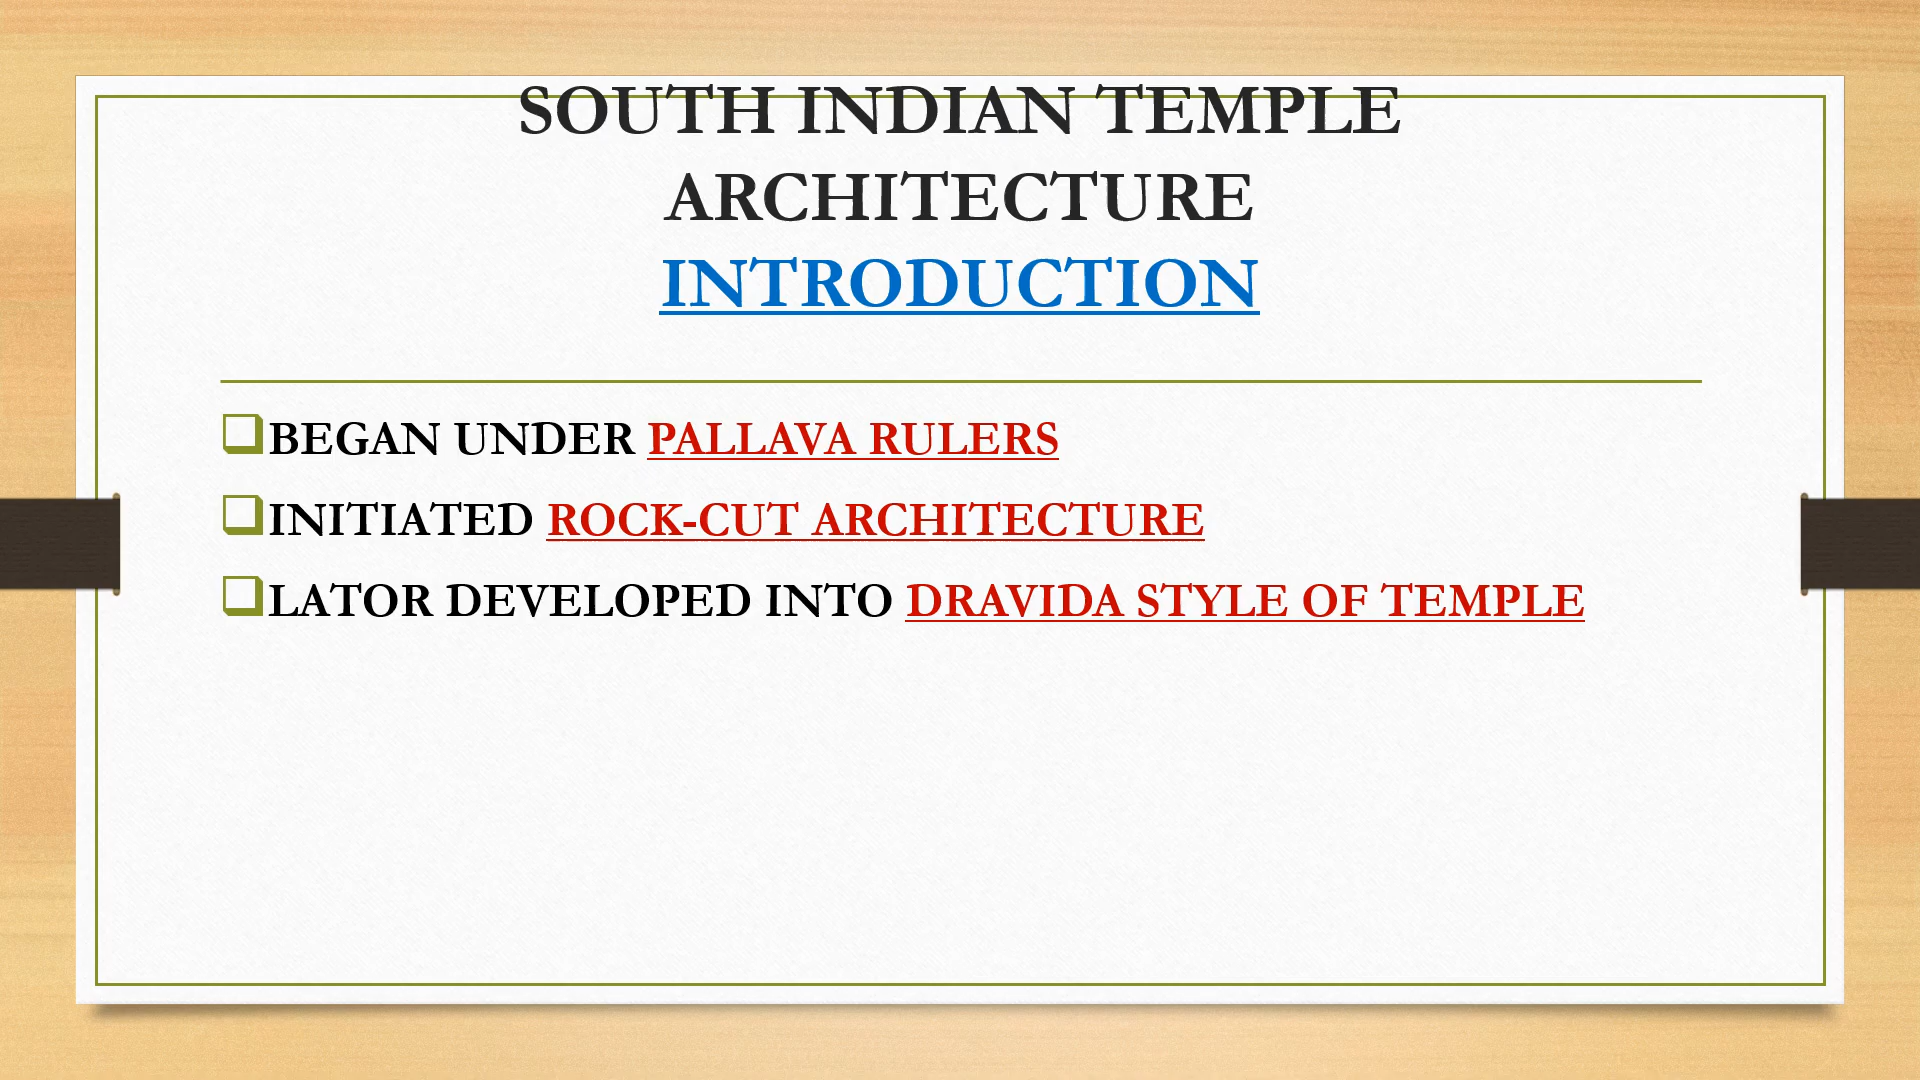 SOUTH INDIAN TEMPLE
ARCHITECTURE
INTRODUCTION
BEGAN UNDER PALLAVA RULERS
INITIATED ROCK-CUT ARCHITECTURE
LATOR DEVELOPED INTO DRAVIDA STYLE OF TEMPLE